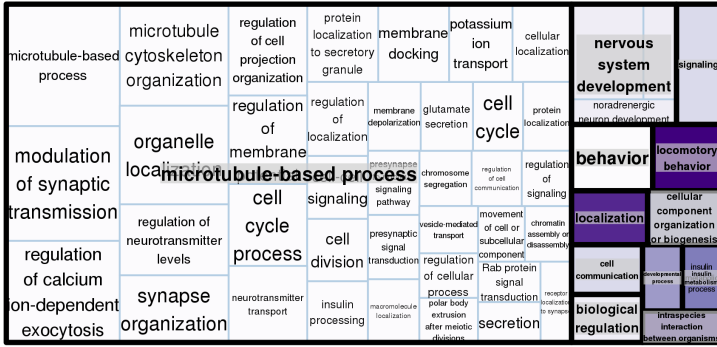 microtubule-based
process
modulation
of synaptic
transmission
regulation
of calcium
ion-dependent
exocytosis
microtubule
cytoskeleton
organization
organelle
localization
regulation of
neurotransmitter
levels
synapse
organization
regulation
of cell
projection
organization
regulation
of
membrane
cell
cycle
process
neurotransmitter
transport
protein
localization
to secretory
granule
regulation
of
localization
signaling
cell
division
insulin
processing
membrane
docking
potassium
ion
transport
cellular
localization
membrane
depolarization
glutamate
secretion
cell
cycle
protein
localization
microtubule-based process
presynapse
signaling
pathway
chromosome
segregation
regulation
of cell
communication
regulation
of
signaling
presynaptic
signal
transduction
macromolecule
localization
vesicle-mediated
transport
movement
of cell or
subcellular
component
chromatin
assembly or
disassembly
regulation
of cellular
process
Rab protein
signal
transduction
receptor
localization
to synapse
polar body
extrusion
after meiotic
divisions
secretion
nervous
system
development
noradrenergic
neuron development
signaling
behavior
locomotory
behavior
localization
cellular
component
organization
or biogenesis
cell
communication
developmental
process
insulin
insulin
metabolism
process
biological
regulation
intraspecies
interaction
between organisms